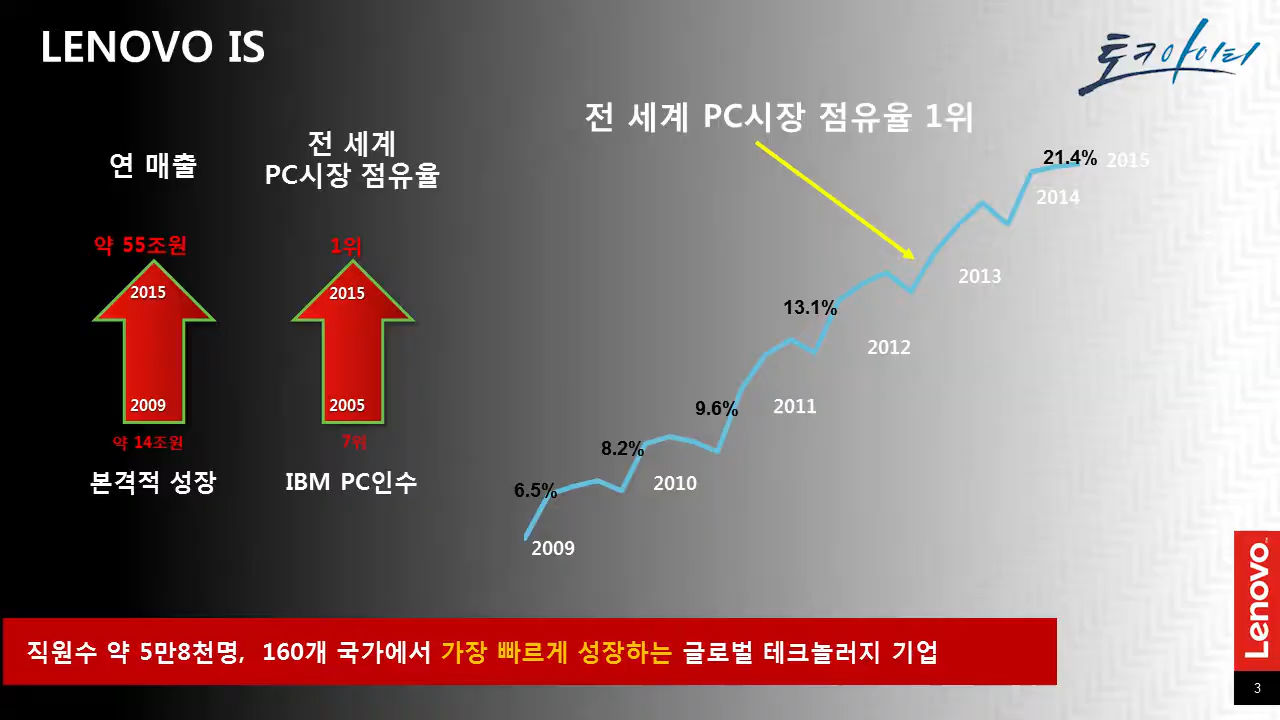 LENOVO IS
토크아이티
연 매출
전 세계
PC시장 점유율
약 55조원
2015
2009
약 14조원
본격적 성장
1위
2015
2005
7위
IBM PC인수
전 세계 PC시장 점유율 1위
21.4%
2015
2014
2013
13.1%
2012
9.6%
2011
8.2%
2010
6.5%
2009
직원수 약 5만8천명, 160개 국가에서 가장 빠르게 성장하는 글로벌 테크놀러지 기업
Lenovo™
3